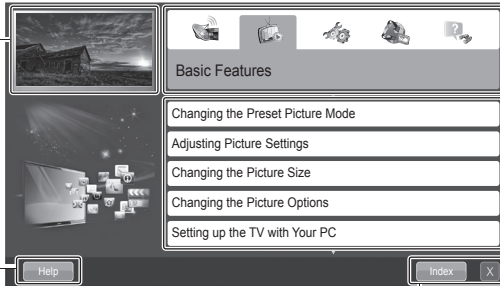 Basic Features
Changing the Preset Picture Mode
Adjusting Picture Settings
Changing the Picture Size
Changing the Picture Options
Setting up the TV with Your PC
Help
Index
X